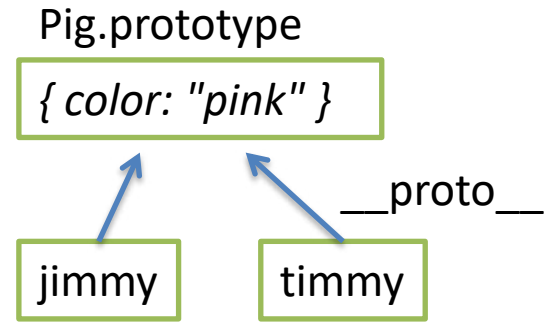 Pig.prototype
{ color: "pink" }
__proto__
jimmy
timmy